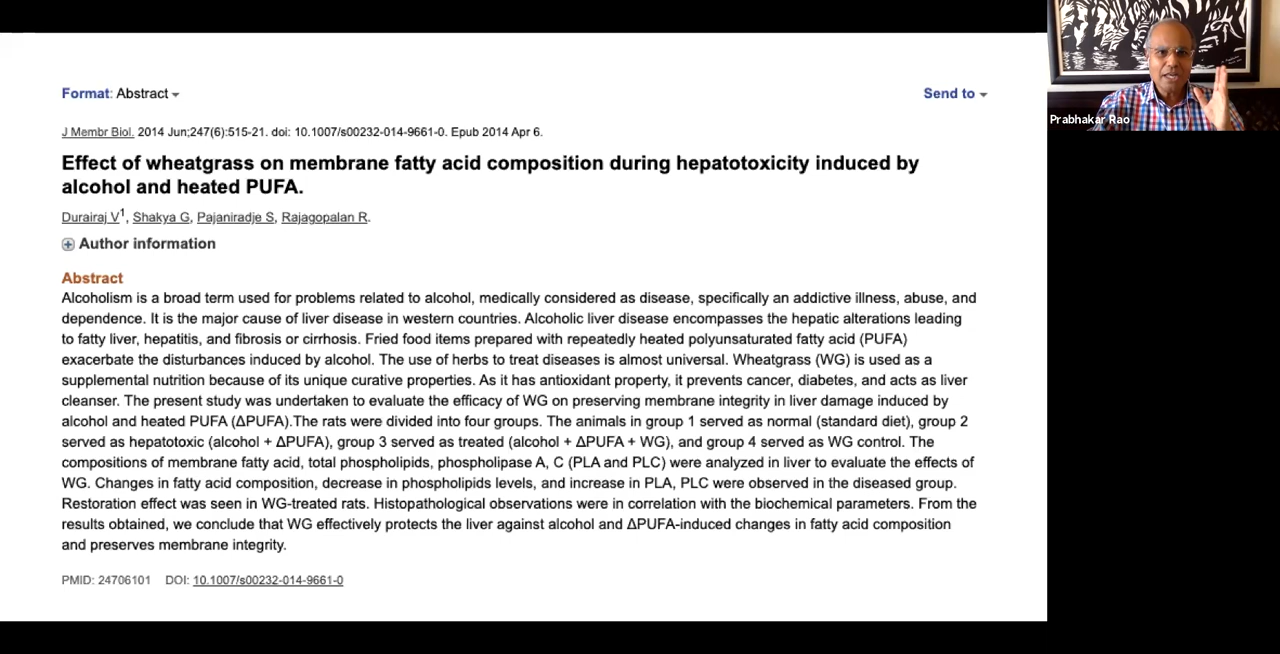 Format: Abstract
Send to
J Membr Biol. 2014 Jun;247(6):515-21. doi: 10.1007/s00232-014-9661-0. Epub 2014 Apr 6.
Effect of wheatgrass on membrane fatty acid composition during hepatotoxicity induced by
alcohol and heated PUFA.
Durairaj V1, Shakya G, Pajaniradje S, Rajagopalan R.
Author information
Abstract
Alcoholism is a broad term used for problems related to alcohol, medically considered as disease, specifically an addictive illness, abuse, and
dependence. It is the major cause of liver disease in western countries. Alcoholic liver disease encompasses the hepatic alterations leading
to fatty liver, hepatitis, and fibrosis or cirrhosis. Fried food items prepared with repeatedly heated polyunsaturated fatty acid (PUFA)
exacerbate the disturbances induced by alcohol. The use of herbs to treat diseases is almost universal. Wheatgrass (WG) is used as a
supplemental nutrition because of its unique curative properties. As it has antioxidant property, it prevents cancer, diabetes, and acts as liver
cleanser. The present study was undertaken to evaluate the efficacy of WG on preserving membrane integrity in liver damage induced by
alcohol and heated PUFA (ΔPUFA).The rats were divided into four groups. The animals in group 1 served as normal (standard diet), group 2
served as hepatotoxic (alcohol + ΔPUFA), group 3 served as treated (alcohol + ΔPUFA + WG), and group 4 served as WG control. The
compositions of membrane fatty acid, total phospholipids, phospholipase A, C (PLA and PLC) were analyzed in liver to evaluate the effects of
WG. Changes in fatty acid composition, decrease in phospholipids levels, and increase in PLA, PLC were observed in the diseased group.
Restoration effect was seen in WG-treated rats. Histopathological observations were in correlation with the biochemical parameters. From the
results obtained, we conclude that WG effectively protects the liver against alcohol and ΔPUFA-induced changes in fatty acid composition
and preserves membrane integrity.
PMID: 24706101 DOI: 10.1007/s00232-014-9661-0
Prabhakar Rao